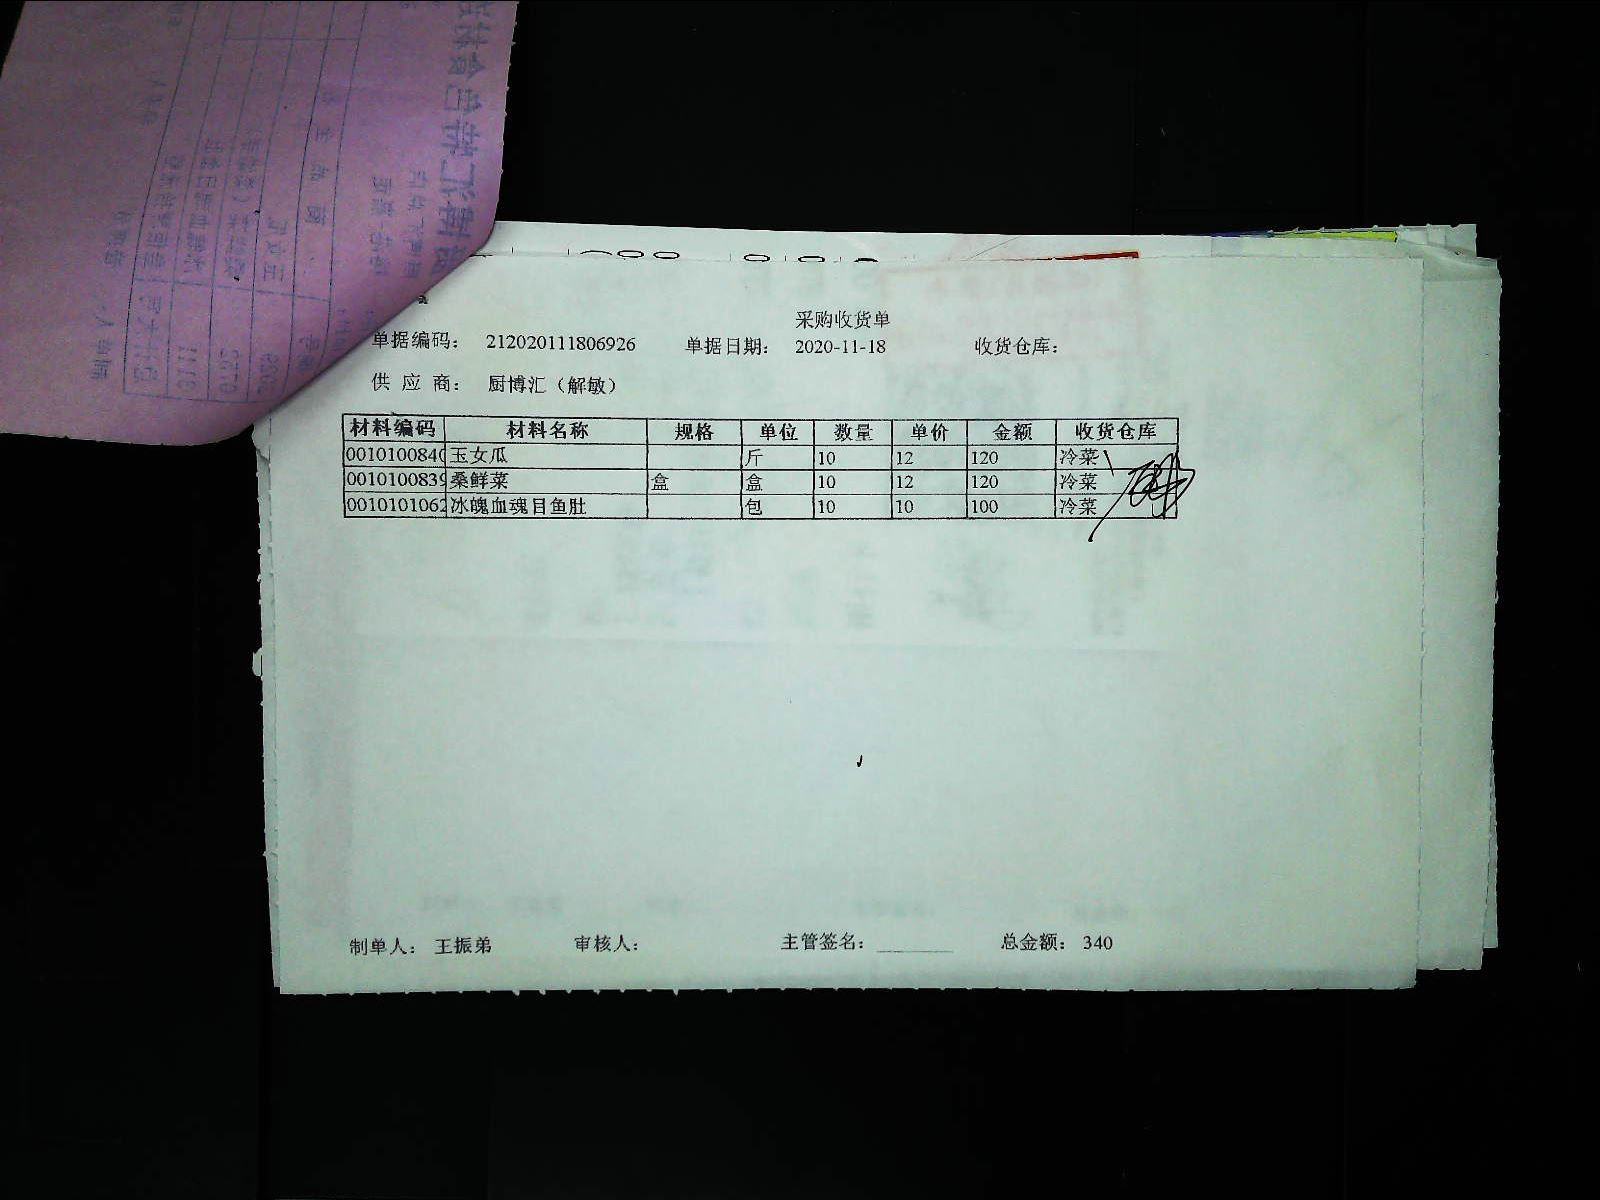 采购收货单
单据编码： 212020111806926 单据日期： 2020-11-18 收货仓库：
供 应 商： 厨博汇（解敏）
材料编码 材料名称 规格 单位 数量 单价 金额 收货仓库
0010100840 玉女瓜 斤 10 12 120 冷菜
0010100839 桑鲜菜 盒 盒 10 12 120 冷菜
0010101062 冰魄血魂目鱼肚 包 10 10 100 冷菜
制单人： 王振弟 审核人： 主管签名： 总金额： 340